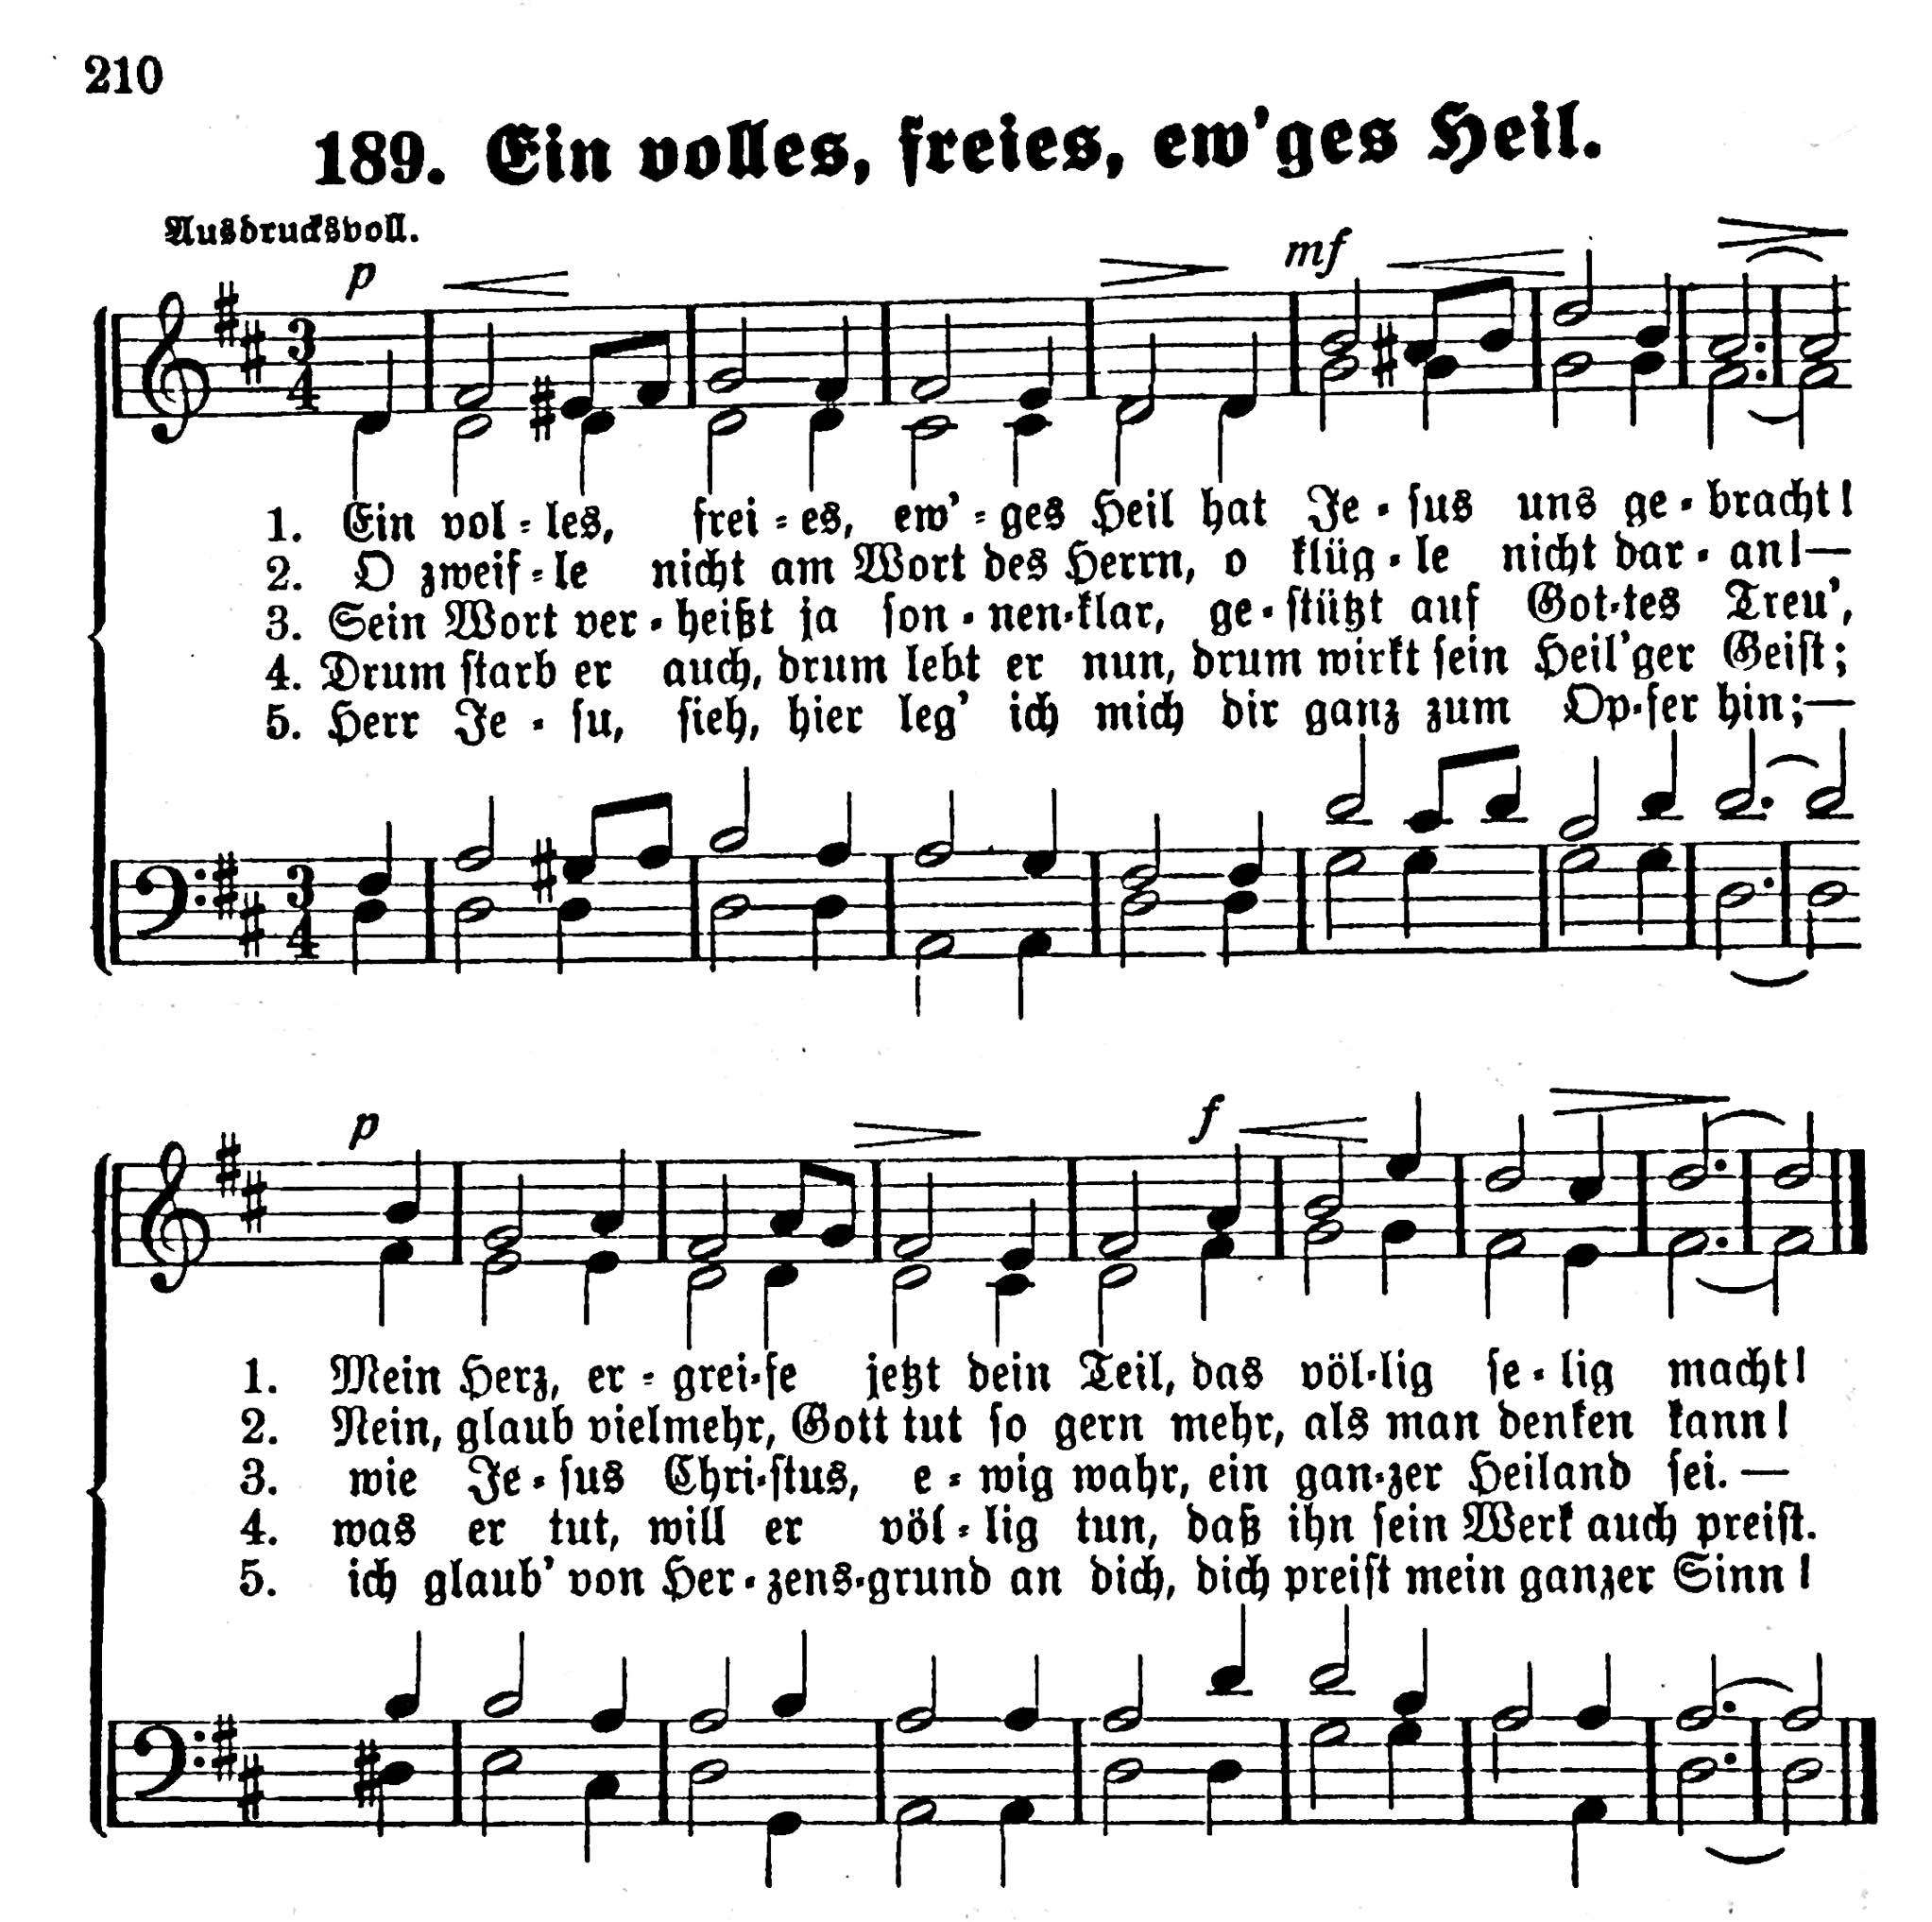 210
189. Ein volles, freies, ew'ges Heil.
Ausdrucksvoll.
p
mf
3
4
1. Ein vol-les, frei-es, ew'-ges Heil hat Je-sus uns ge-bracht!
2. O zweif-le nicht am Wort des Herrn, o klüg-le nicht dar-an!—
3. Sein Wort ver-heißt ja son-nen-klar, ge-stützt auf Got-tes Treu',
4. Drum starb er auch, drum lebt er nun, drum wirkt sein Heil'ger Geist;
5. Herr Je-su, sieh, hier leg' ich mich dir ganz zum Op-fer hin;—
3
4
p
f
1. Mein Herz, er-grei-fe jetzt dein Teil, das völ-lig se-lig macht!
2. Nein, glaub vielmehr, Gott tut so gern mehr, als man denken kann!
3. wie Je-sus Chri-stus, e-wig wahr, ein gan-zer Heiland sei.—
4. was er tut, will er völ-lig tun, daß ihn sein Werk auch preist.
5. ich glaub' von Her-zens-grund an dich, dich preist mein ganzer Sinn!